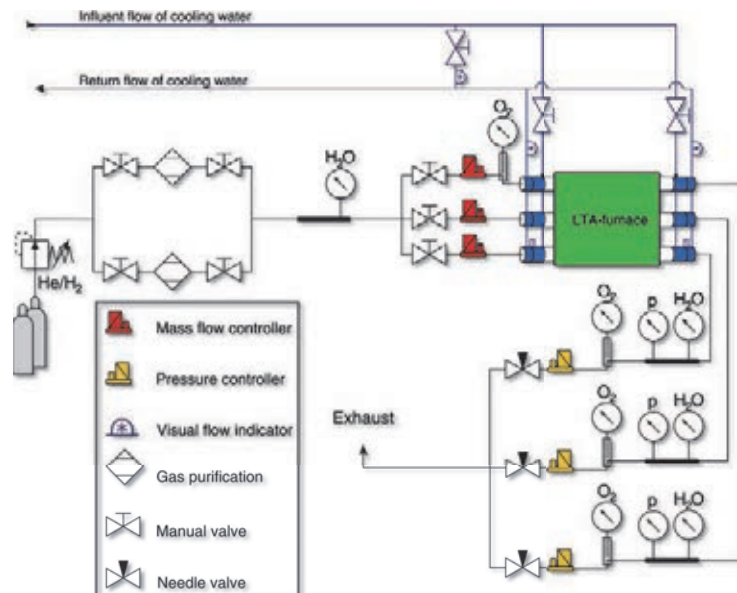 Influent flow of cooling water
Return flow of cooling water
O₂
H₂O
LTA-furnace
He/H₂
O₂
p
H₂O
Mass flow controller
Pressure controller
Visual flow indicator
Gas purification
Manual valve
Needle valve
Exhaust
O₂
p
H₂O
O₂
p
H₂O